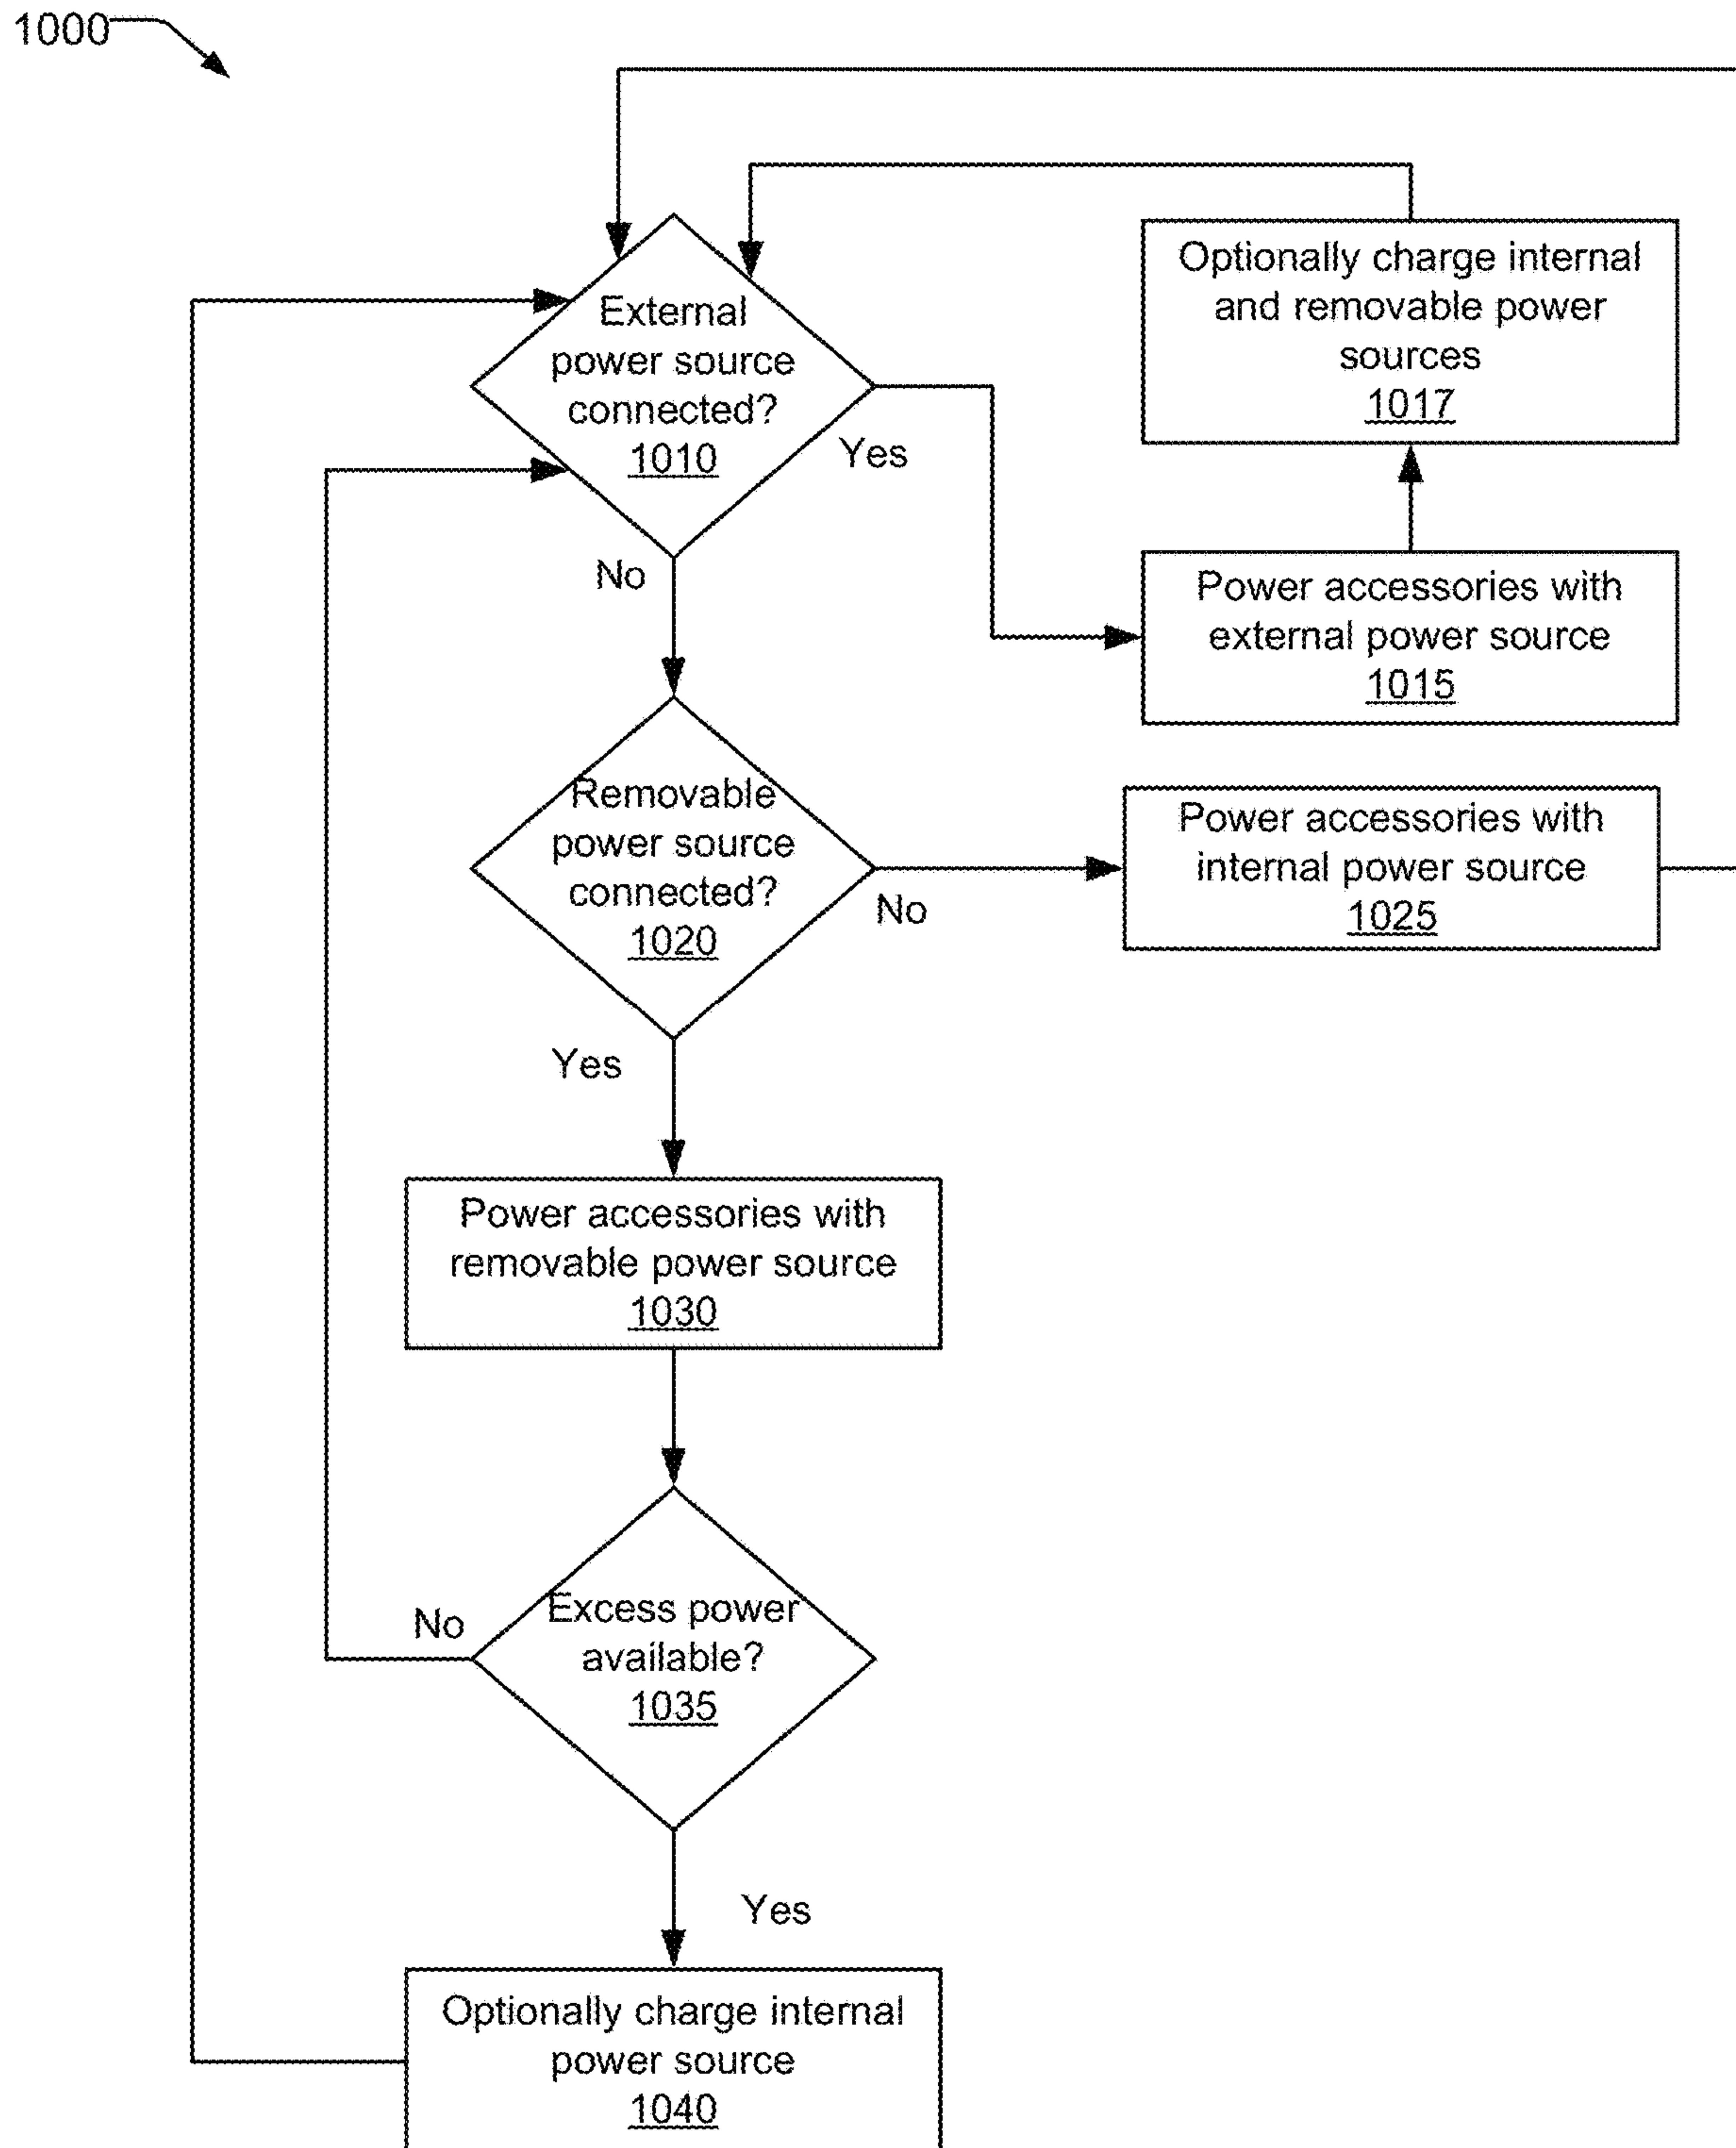 1000
External
power source
connected?
1010
Yes
No
Optionally charge internal
and removable power
sources
1017
Power accessories with
external power source
1015
Removable
power source
connected?
1020
No
Yes
Power accessories with
internal power source
1025
Power accessories with
removable power source
1030
Excess power
available?
1035
No
Yes
Optionally charge internal
power source
1040